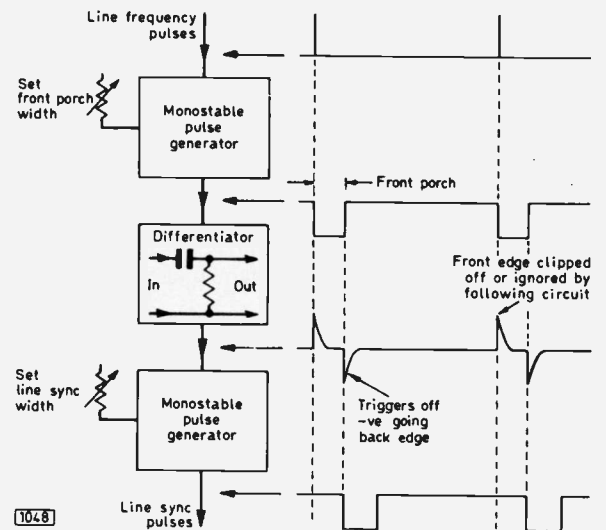 Line frequency
pulses
Set
front porch
width
Monostable
pulse
generator
Front porch
Differentiator
In
Out
Front edge clipped
off or ignored by
following circuit
Set
line sync
width
Monostable
pulse
generator
Triggers off
-ve going
back edge
1048
Line sync
pulses